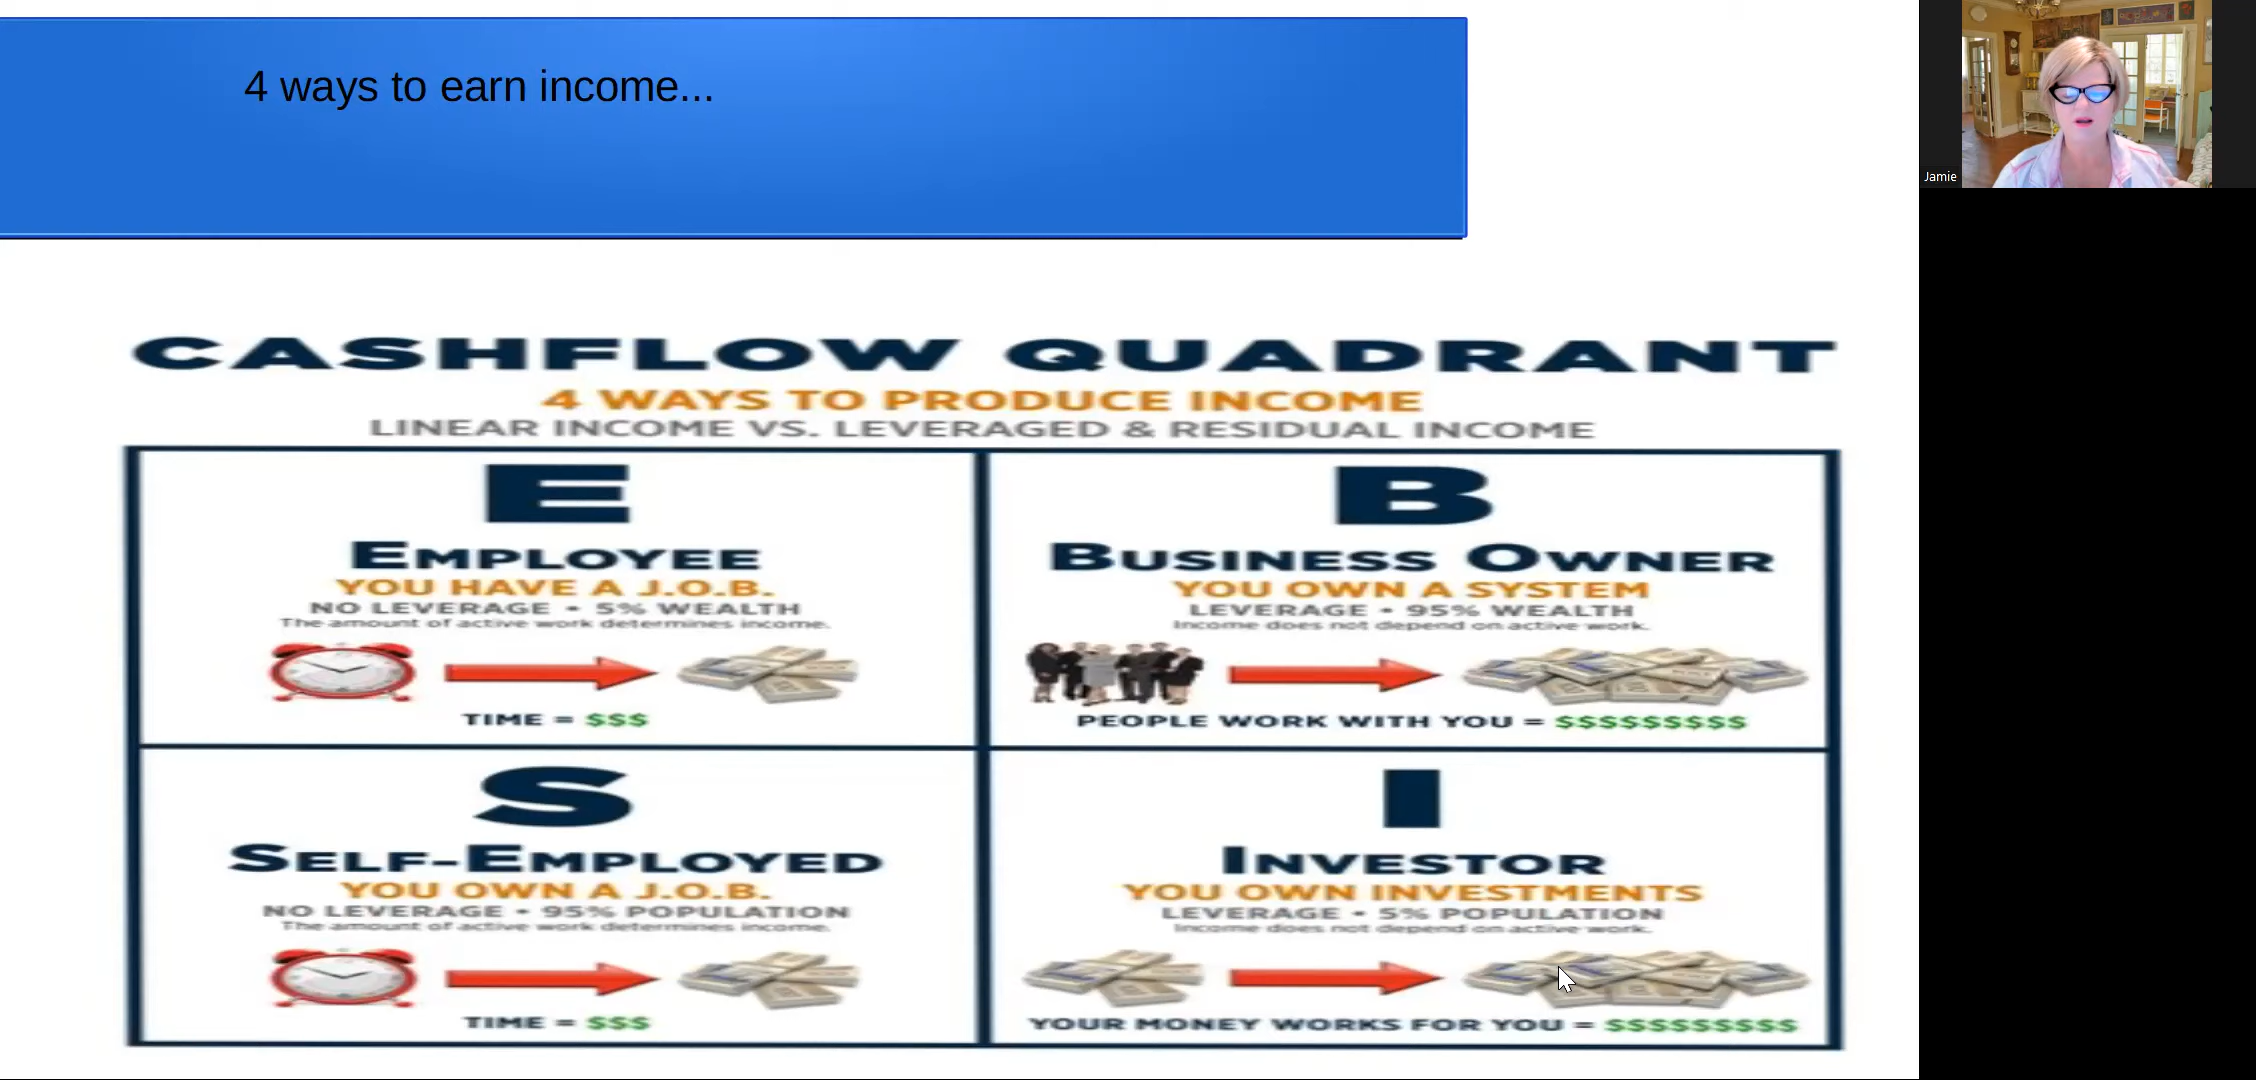 4 ways to earn income...
Jamie
CASHFLOW QUADRANT
4 WAYS TO PRODUCE INCOME
LINEAR INCOME VS. LEVERAGED & RESIDUAL INCOME
E
EMPLOYEE
YOU HAVE A J.O.B.
NO LEVERAGE • 5% WEALTH
The amount of active work determines income.
TIME = $$$
B
BUSINESS OWNER
YOU OWN A SYSTEM
LEVERAGE • 95% WEALTH
Income does not depend on active work.
PEOPLE WORK WITH YOU = $$$$$$$$$
S
SELF-EMPLOYED
YOU OWN A J.O.B.
NO LEVERAGE • 95% POPULATION
The amount of active work determines income.
TIME = $$$
I
INVESTOR
YOU OWN INVESTMENTS
LEVERAGE • 5% POPULATION
Income does not depend on active work.
YOUR MONEY WORKS FOR YOU = $$$$$$$$$